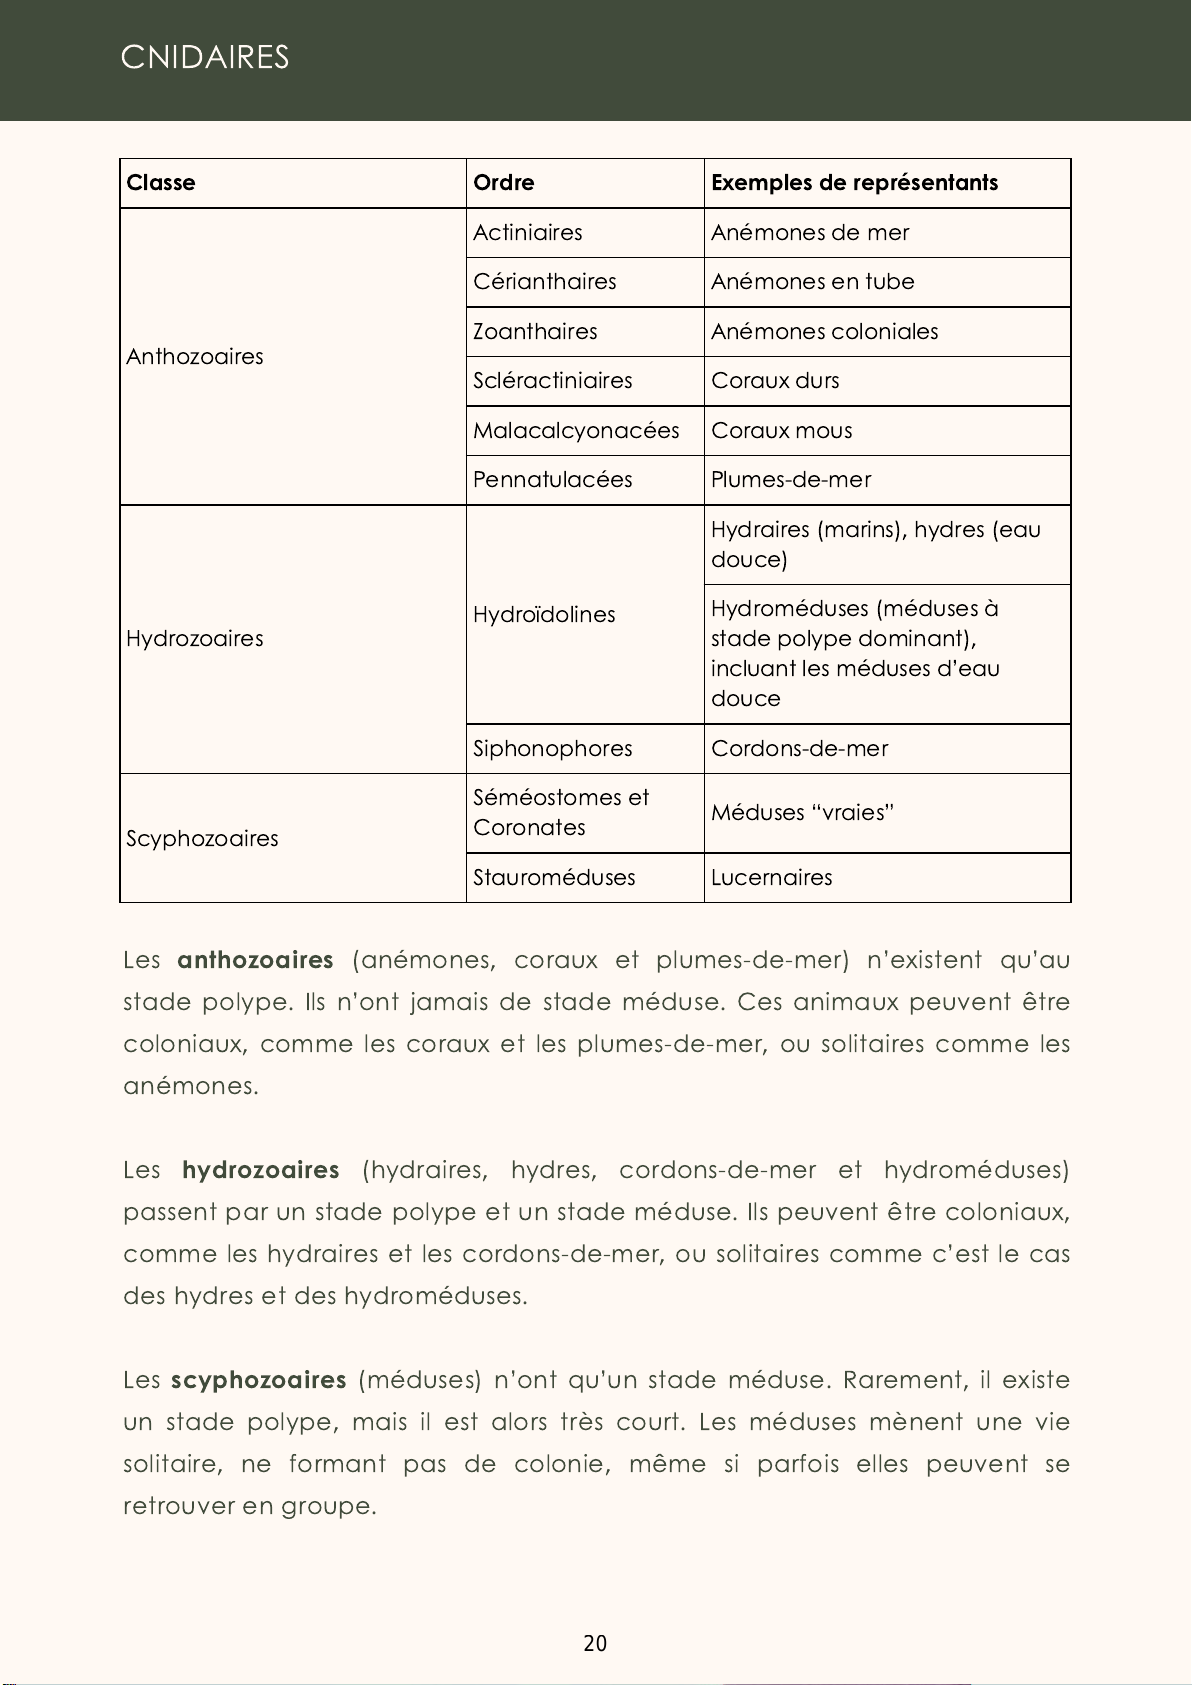 CNIDAIRES
Classe Ordre Exemples de représentants
Anthozoaires
Actiniaires Anémones de mer
Cérianthaires Anémones en tube
Zoanthaires Anémones coloniales
Scléractiniaires Coraux durs
Malacalcyonacées Coraux mous
Pennatulacées Plumes-de-mer
Hydrozoaires
Hydroïdolines
Hydraires (marins), hydres (eau
douce)
Hydroméduses (méduses à
stade polype dominant),
incluant les méduses d’eau
douce
Siphonophores Cordons-de-mer
Scyphozoaires
Séméostomes et
Coronates
Méduses “vraies”
Stauroméduses Lucernaires
Les anthozoaires (anémones, coraux et plumes-de-mer) n’existent qu’au
stade polype. Ils n’ont jamais de stade méduse. Ces animaux peuvent être
coloniaux, comme les coraux et les plumes-de-mer, ou solitaires comme les
anémones.
Les hydrozoaires (hydraires, hydres, cordons-de-mer et hydroméduses)
passent par un stade polype et un stade méduse. Ils peuvent être coloniaux,
comme les hydraires et les cordons-de-mer, ou solitaires comme c’est le cas
des hydres et des hydroméduses.
Les scyphozoaires (méduses) n’ont qu’un stade méduse. Rarement, il existe
un stade polype, mais il est alors très court. Les méduses mènent une vie
solitaire, ne formant pas de colonie, même si parfois elles peuvent se
retrouver en groupe.
20